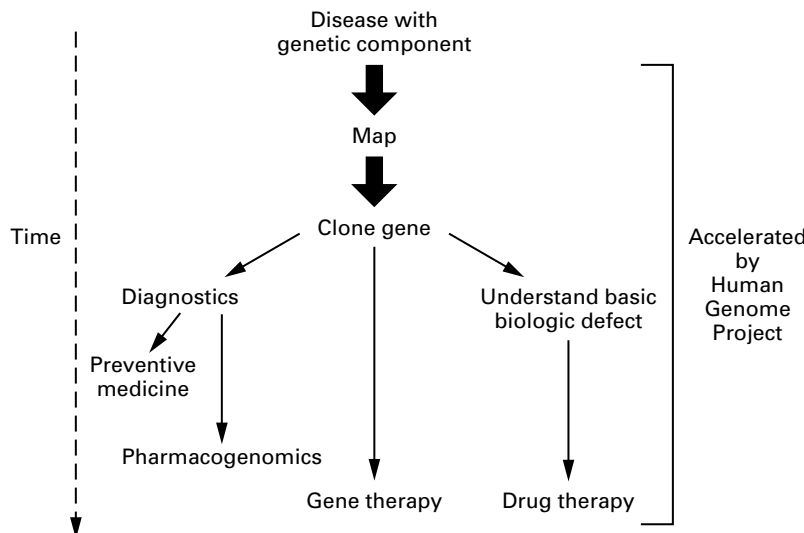 Disease with
genetic component
Map
Time
Clone gene
Accelerated
by
Human
Genome
Project
Diagnostics
Understand basic
biologic defect
Preventive
medicine
Pharmacogenomics
Gene therapy
Drug therapy